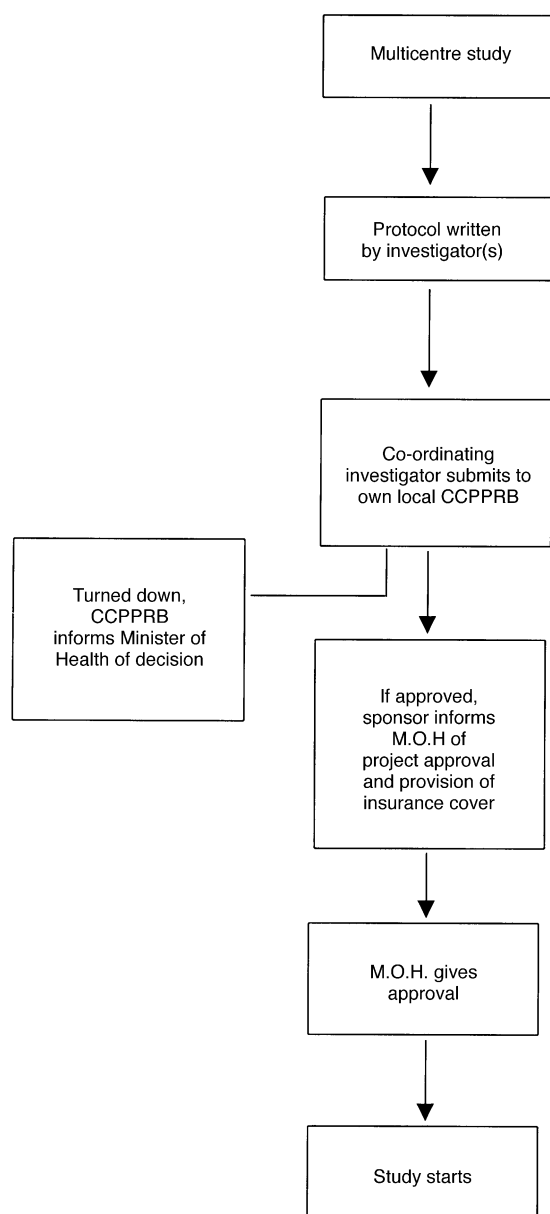 Multicentre study
Protocol written
by investigator(s)
Co-ordinating
investigator submits to
own local CCPPRB
Turned down,
CCPPRB
informs Minister of
Health of decision
If approved,
sponsor informs
M.O.H of
project approval
and provision of
insurance cover
M.O.H. gives
approval
Study starts